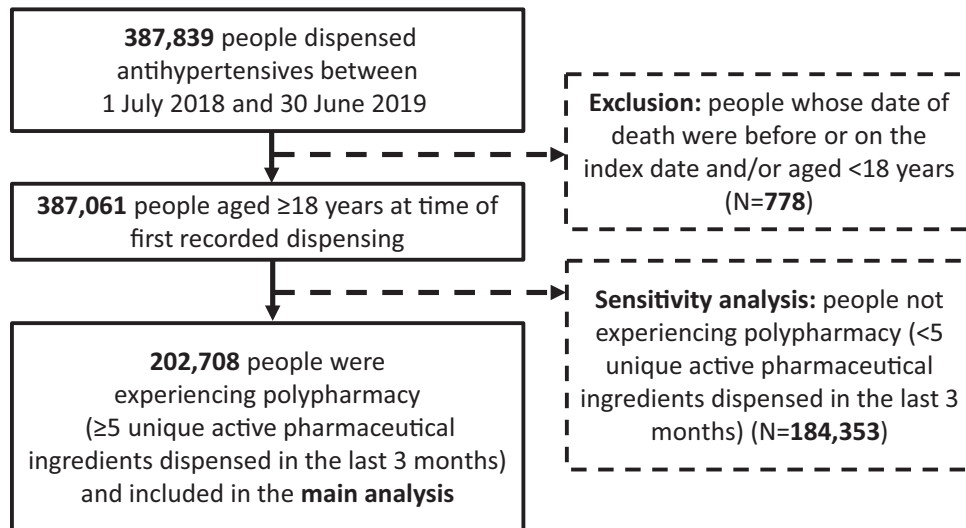 387,839 people dispensed
antihypertensives between
1 July 2018 and 30 June 2019
Exclusion: people whose date of
death were before or on the
index date and/or aged <18 years
(N=778)
387,061 people aged ≥18 years at time of
first recorded dispensing
Sensitivity analysis: people not
experiencing polypharmacy (<5
unique active pharmaceutical
ingredients dispensed in the last 3
months) (N=184,353)
202,708 people were
experiencing polypharmacy
(≥5 unique active pharmaceutical
ingredients dispensed in the last 3 months)
and included in the main analysis